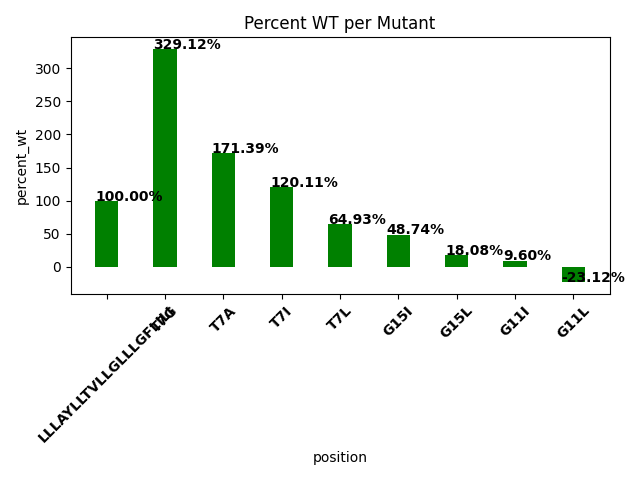 Percent WT per Mutant
percent_wt
300
250
200
150
100
50
0
100.00%
329.12%
171.39%
120.11%
64.93%
48.74%
18.08%
9.60%
-23.12%
T7G
T7A
T7I
T7L
G15I
G15L
G11I
G11L
position